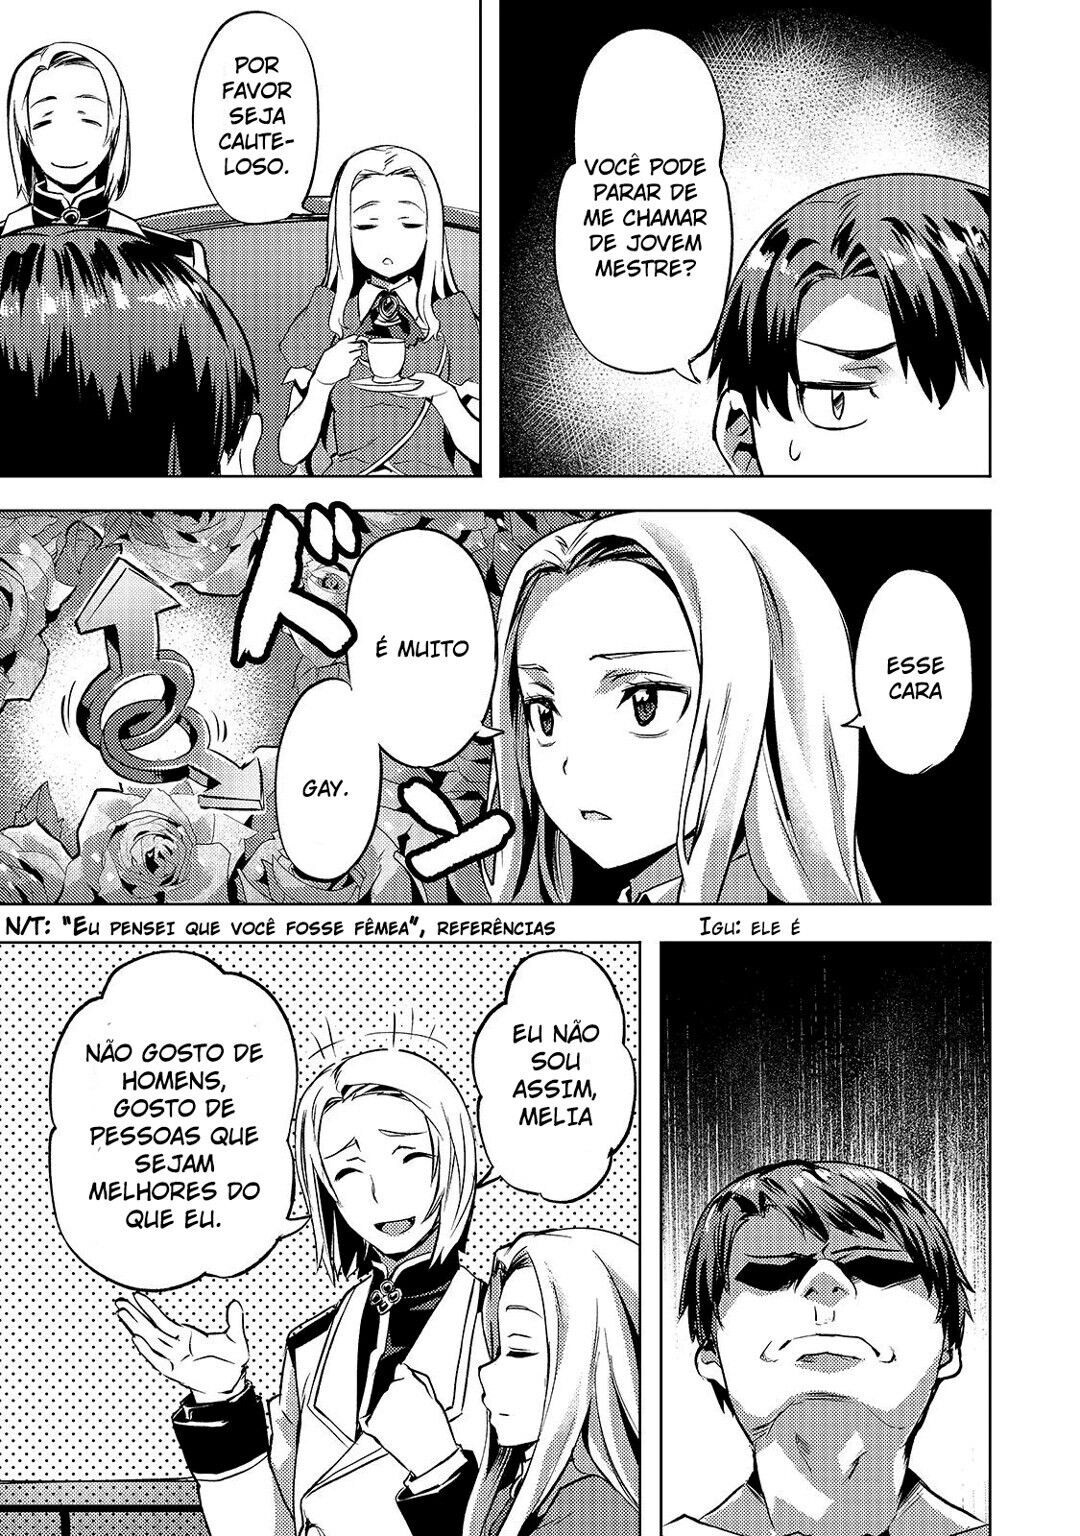 VOCÊ PODE
PARAR DE
ME CHAMAR
DE JOVEM
MESTRE?
POR
FAVOR
SEJA
CAUTE-
LOSO.
ESSE
CARA
É MUITO
GAY.
ドン
N/T: "EU PENSEI QUE VOCÊ FOSSE FÊMEA", REFERÊNCIAS
IGU: ELE É
EU NÃO
SOU
ASSIM,
MELIA
NÃO GOSTO DE
HOMENS,
GOSTO DE
PESSOAS QUE
SEJAM
MELHORES DO
QUE EU.